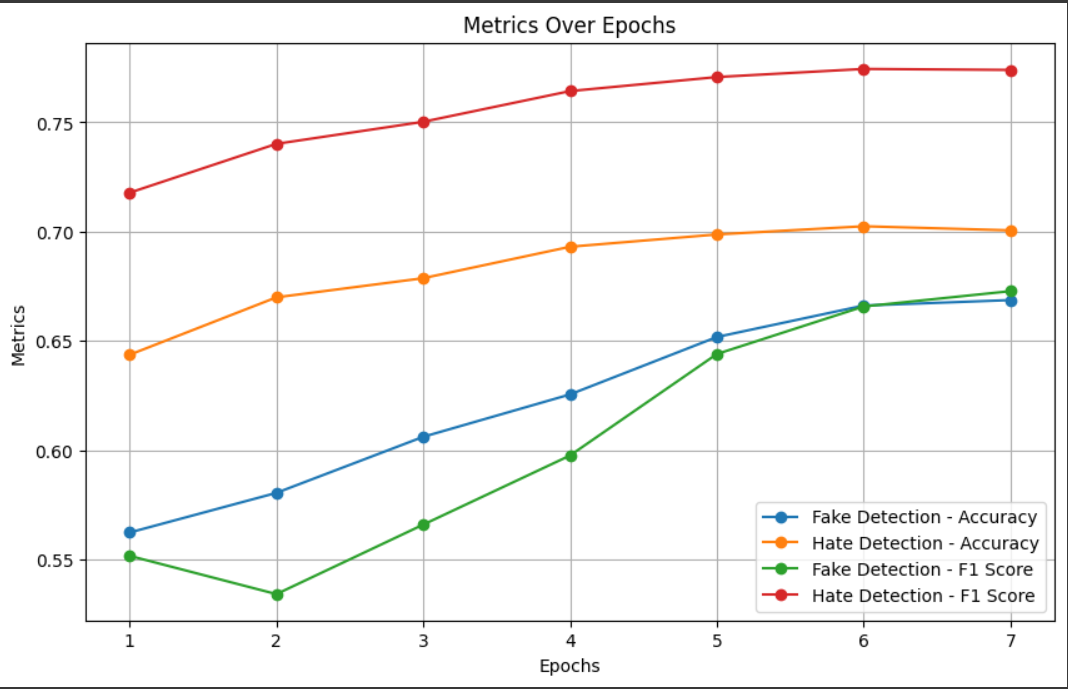 Metrics Over Epochs
Metrics
0.75
0.70
0.65
0.60
0.55
Fake Detection - Accuracy
Hate Detection - Accuracy
Fake Detection - F1 Score
Hate Detection - F1 Score
1 2 3 4 5 6 7
Epochs